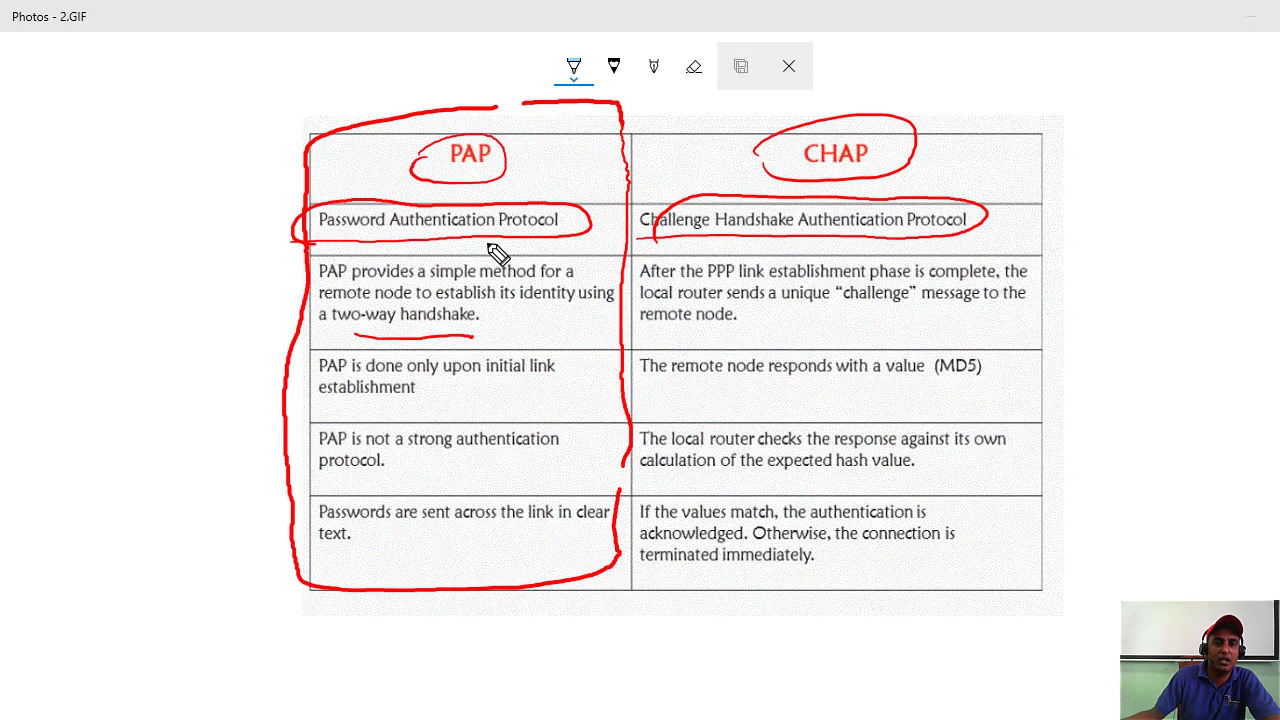 Photos - 2.GIF
PAP
CHAP
Password Authentication Protocol
Challenge Handshake Authentication Protocol
PAP provides a simple method for a
remote node to establish its identity using
a two-way handshake.
After the PPP link establishment phase is complete, the
local router sends a unique “challenge” message to the
remote node.
PAP is done only upon initial link
establishment
The remote node responds with a value (MD5)
PAP is not a strong authentication
protocol.
The local router checks the response against its own
calculation of the expected hash value.
Passwords are sent across the link in clear
text.
If the values match, the authentication is
acknowledged. Otherwise, the connection is
terminated immediately.